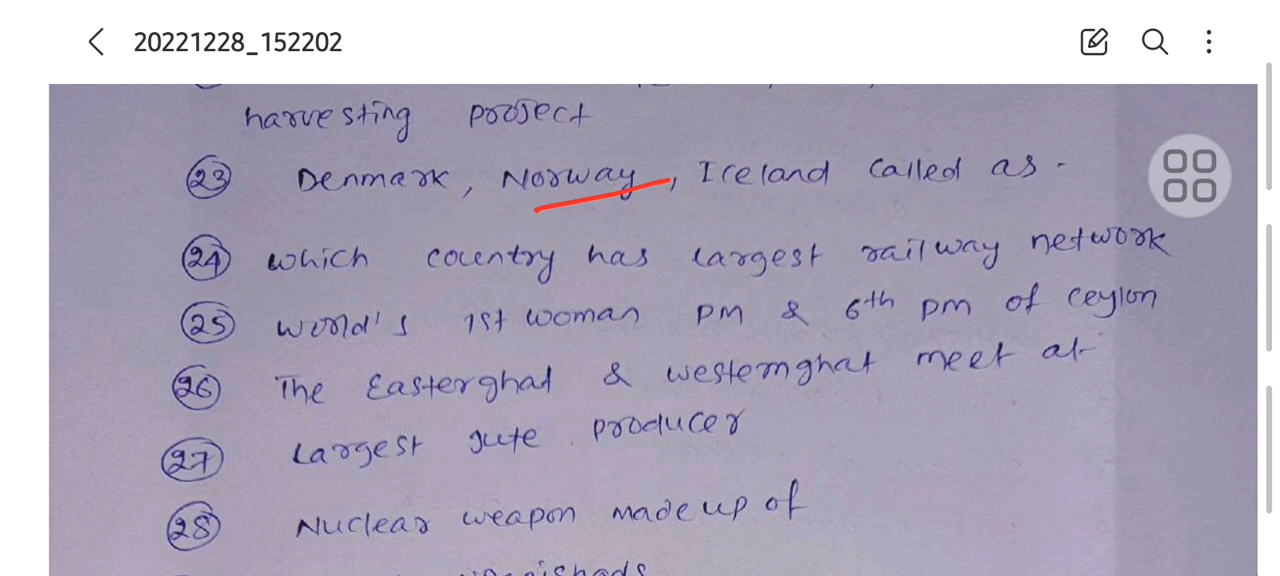 20221228_152202
harvesting project
23 Denmark, Norway, Iceland called as -
24 which country has largest railway network
25 world's 1st woman PM & 6th PM of Ceylon
26 The Easterghat & westernghat meet at-
27 Largest jute producer
28 Nuclear weapon made up of